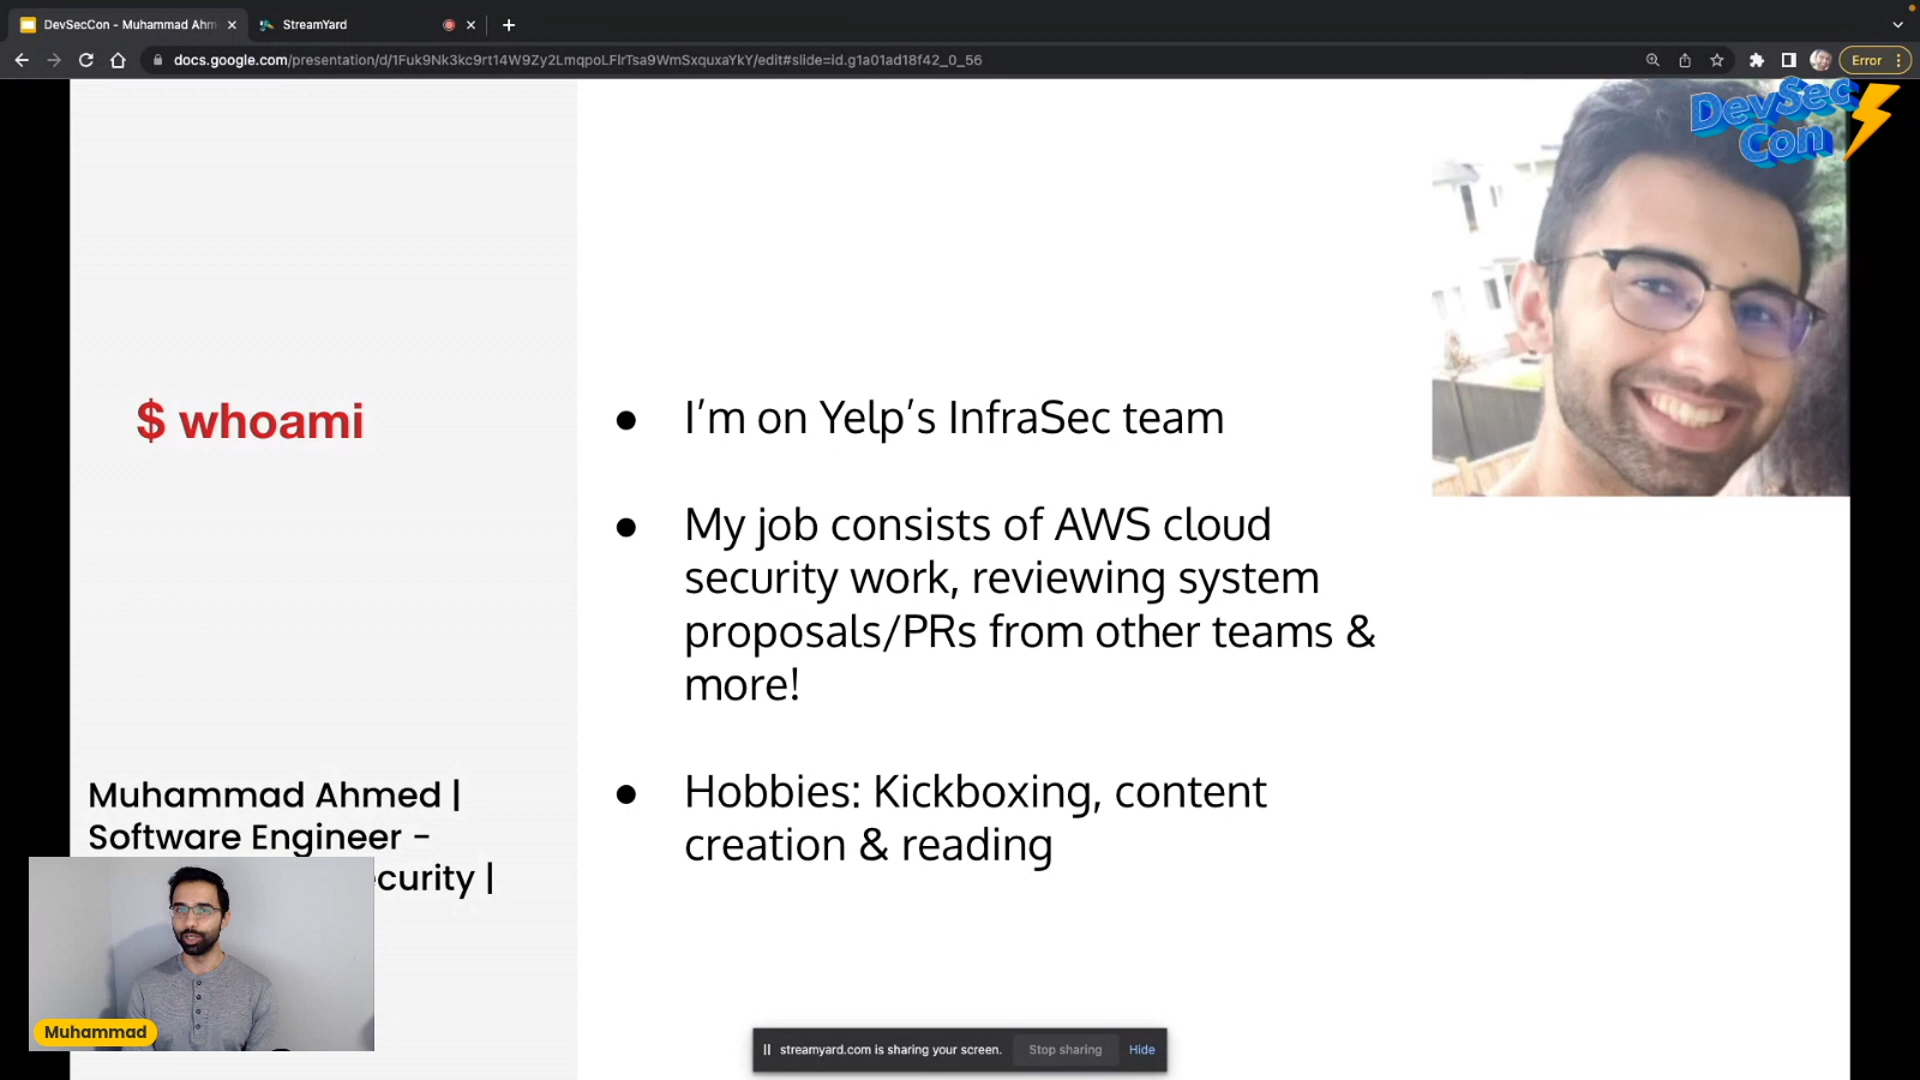 DevSecCon - Muhammad Ahm
StreamYard
docs.google.com/presentation/d/1Fuk9Nk3kc9rt14W9Zy2LmqpoLFlrTsa9WmSxquxaYkY/edit#slide=id.g1a01ad18f42_0_56
Error
DevSec
Con
$ whoami
● I’m on Yelp’s InfraSec team
● My job consists of AWS cloud
security work, reviewing system
proposals/PRs from other teams &
more!
● Hobbies: Kickboxing, content
creation & reading
Muhammad Ahmed |
Software Engineer -
curity |
Muhammad
streamyard.com is sharing your screen.
Stop sharing
Hide